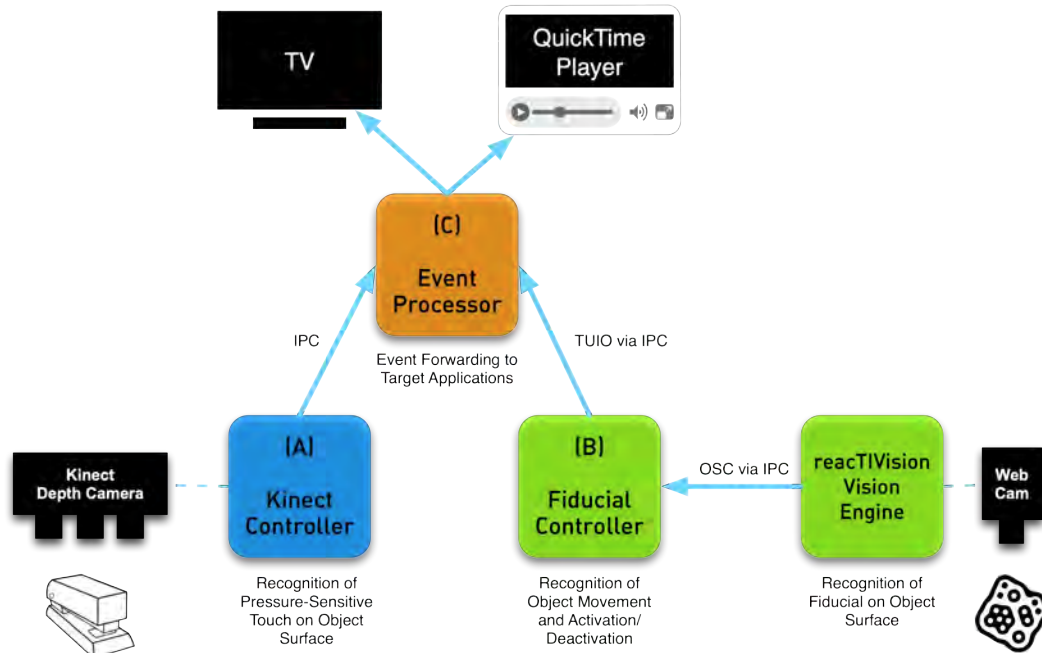 TV
QuickTime
Player
(C)
Event
Processor
IPC
TUIO via IPC
Event Forwarding to
Target Applications
Kinect
Depth Camera
(A)
Kinect
Controller
(B)
Fiducial
Controller
OSC via IPC
reacTIVision
Vision
Engine
Web
Cam
Recognition of
Pressure-Sensitive
Touch on Object
Surface
Recognition of
Object Movement
and Activation/
Deactivation
Recognition of
Fiducial on Object
Surface